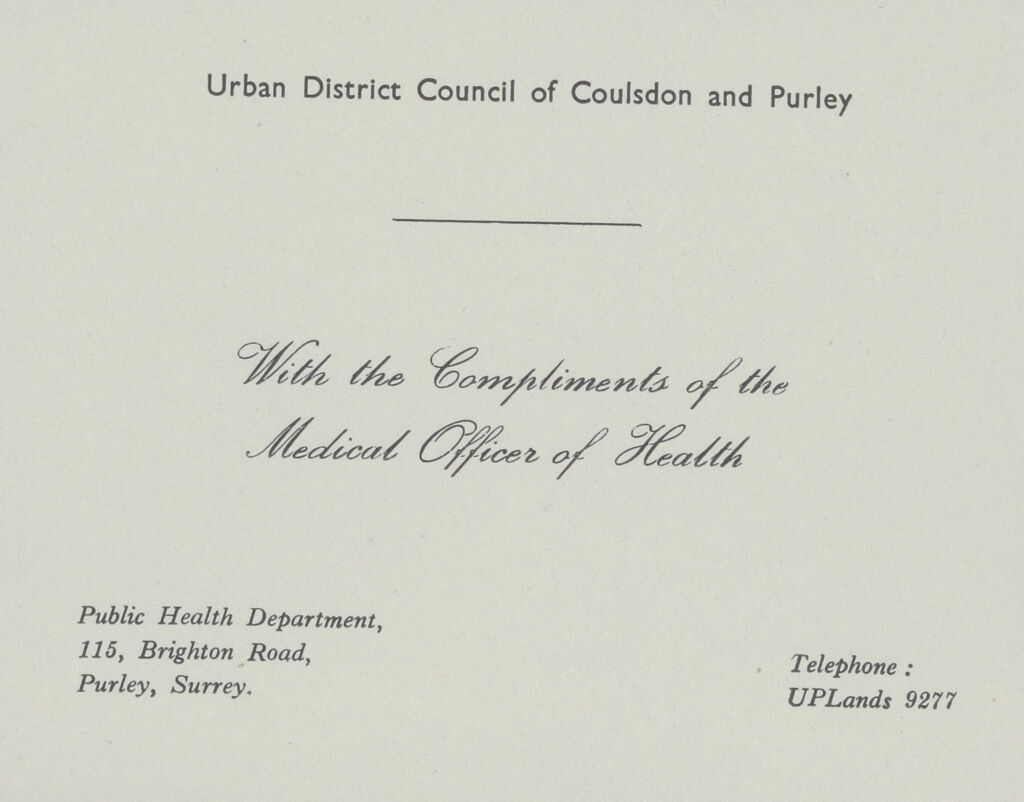 Urban District Council of Coulsdon and Purley
With the Compliments of the
Medical Officer of Health
Public Health Department,
115, Brighton Road,
Purley, Surrey.
Telephone :
UPLands 9277